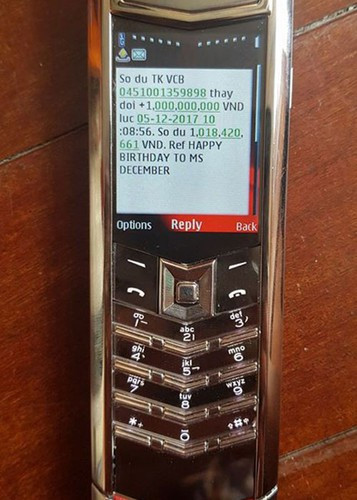 So du TK VCB
0451001359898 thay
doi +1,000,000,000 VND
luc 05-12-2017 10
:08:56. So du 1,018,420,
661 VND. Ref HAPPY
BIRTHDAY TO MS
DECEMBER
Options Reply Back
1 abc 2 def 3
ghi 4 jkl 5 mno 6
pqrs 7 tuv 8 wxyz 9
* 0 #